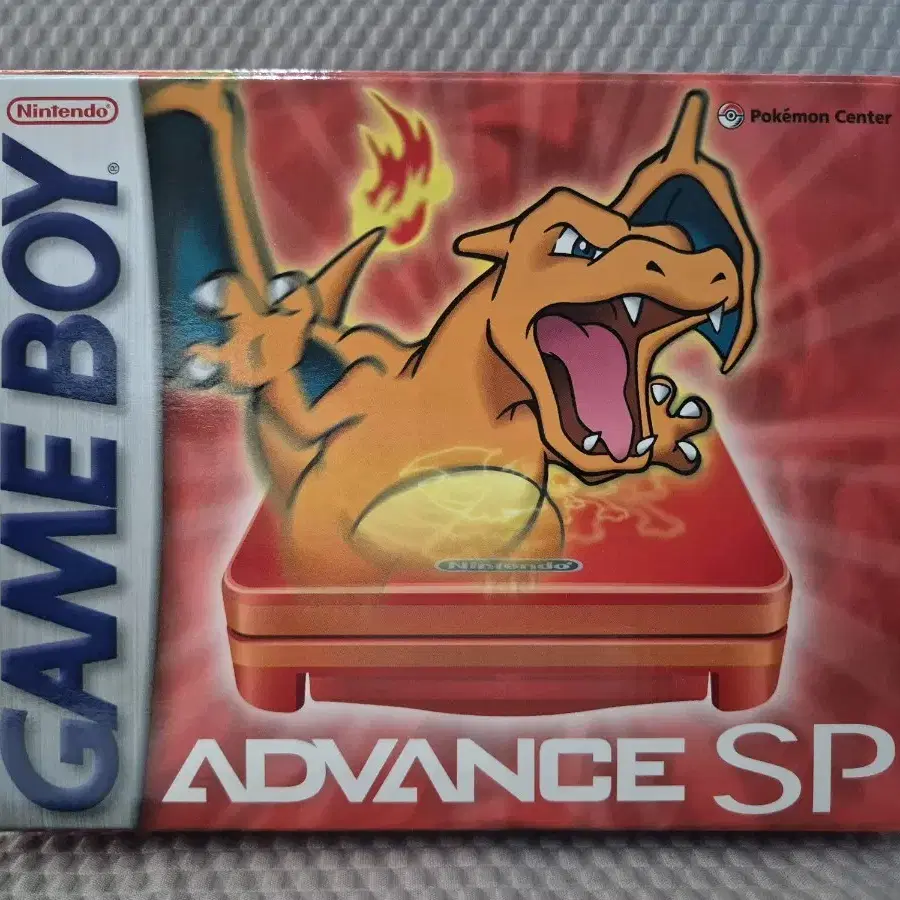 Nintendo®
GAME BOY®
Pokémon Center
Nintendo®
ADVANCE SP